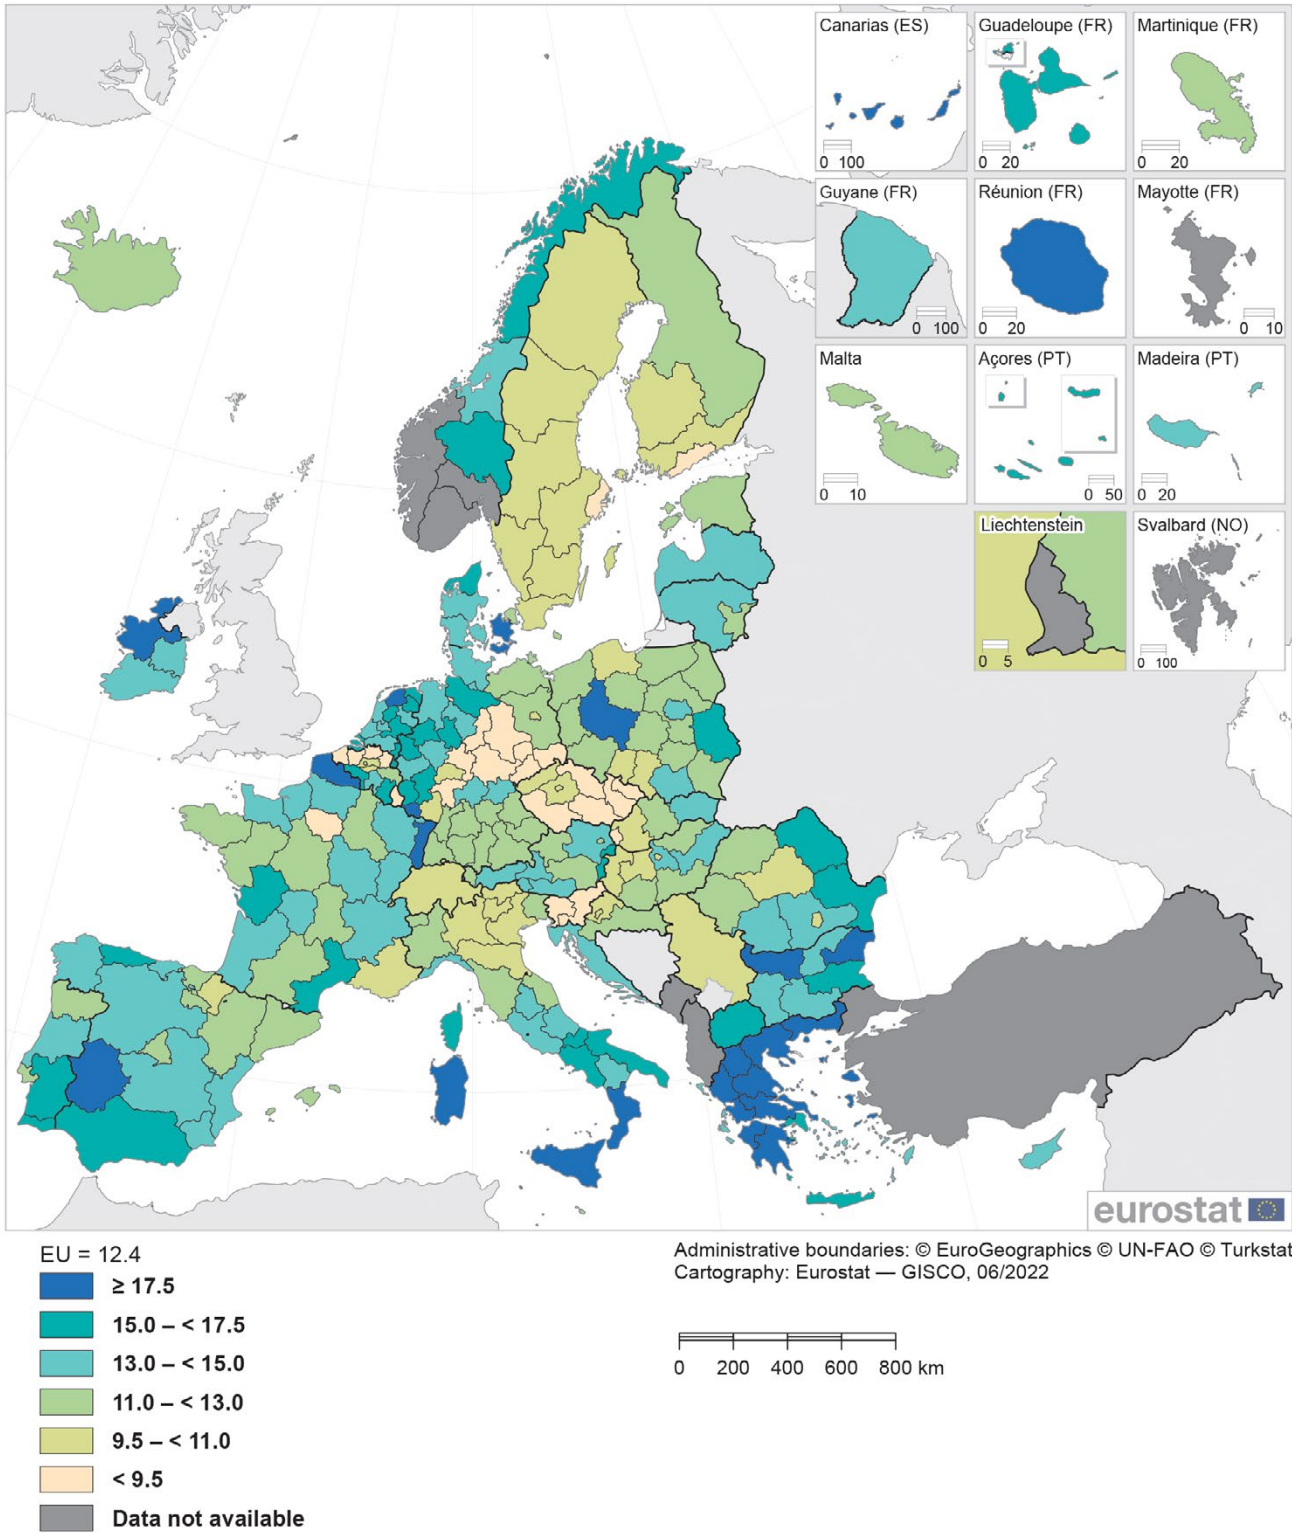 Canarias (ES)
0 100
Guadeloupe (FR)
0 20
Martinique (FR)
0 20
Guyane (FR)
0 100
Réunion (FR)
0 20
Mayotte (FR)
0 10
Malta
0 10
Açores (PT)
0 50
Madeira (PT)
0 20
Liechtenstein
0 5
Svalbard (NO)
0 100
eurostat
EU = 12.4
≥ 17.5
15.0 – < 17.5
13.0 – < 15.0
11.0 – < 13.0
9.5 – < 11.0
< 9.5
Data not available
Administrative boundaries: © EuroGeographics © UN-FAO © Turkstat
Cartography: Eurostat — GISCO, 06/2022
0 200 400 600 800 km